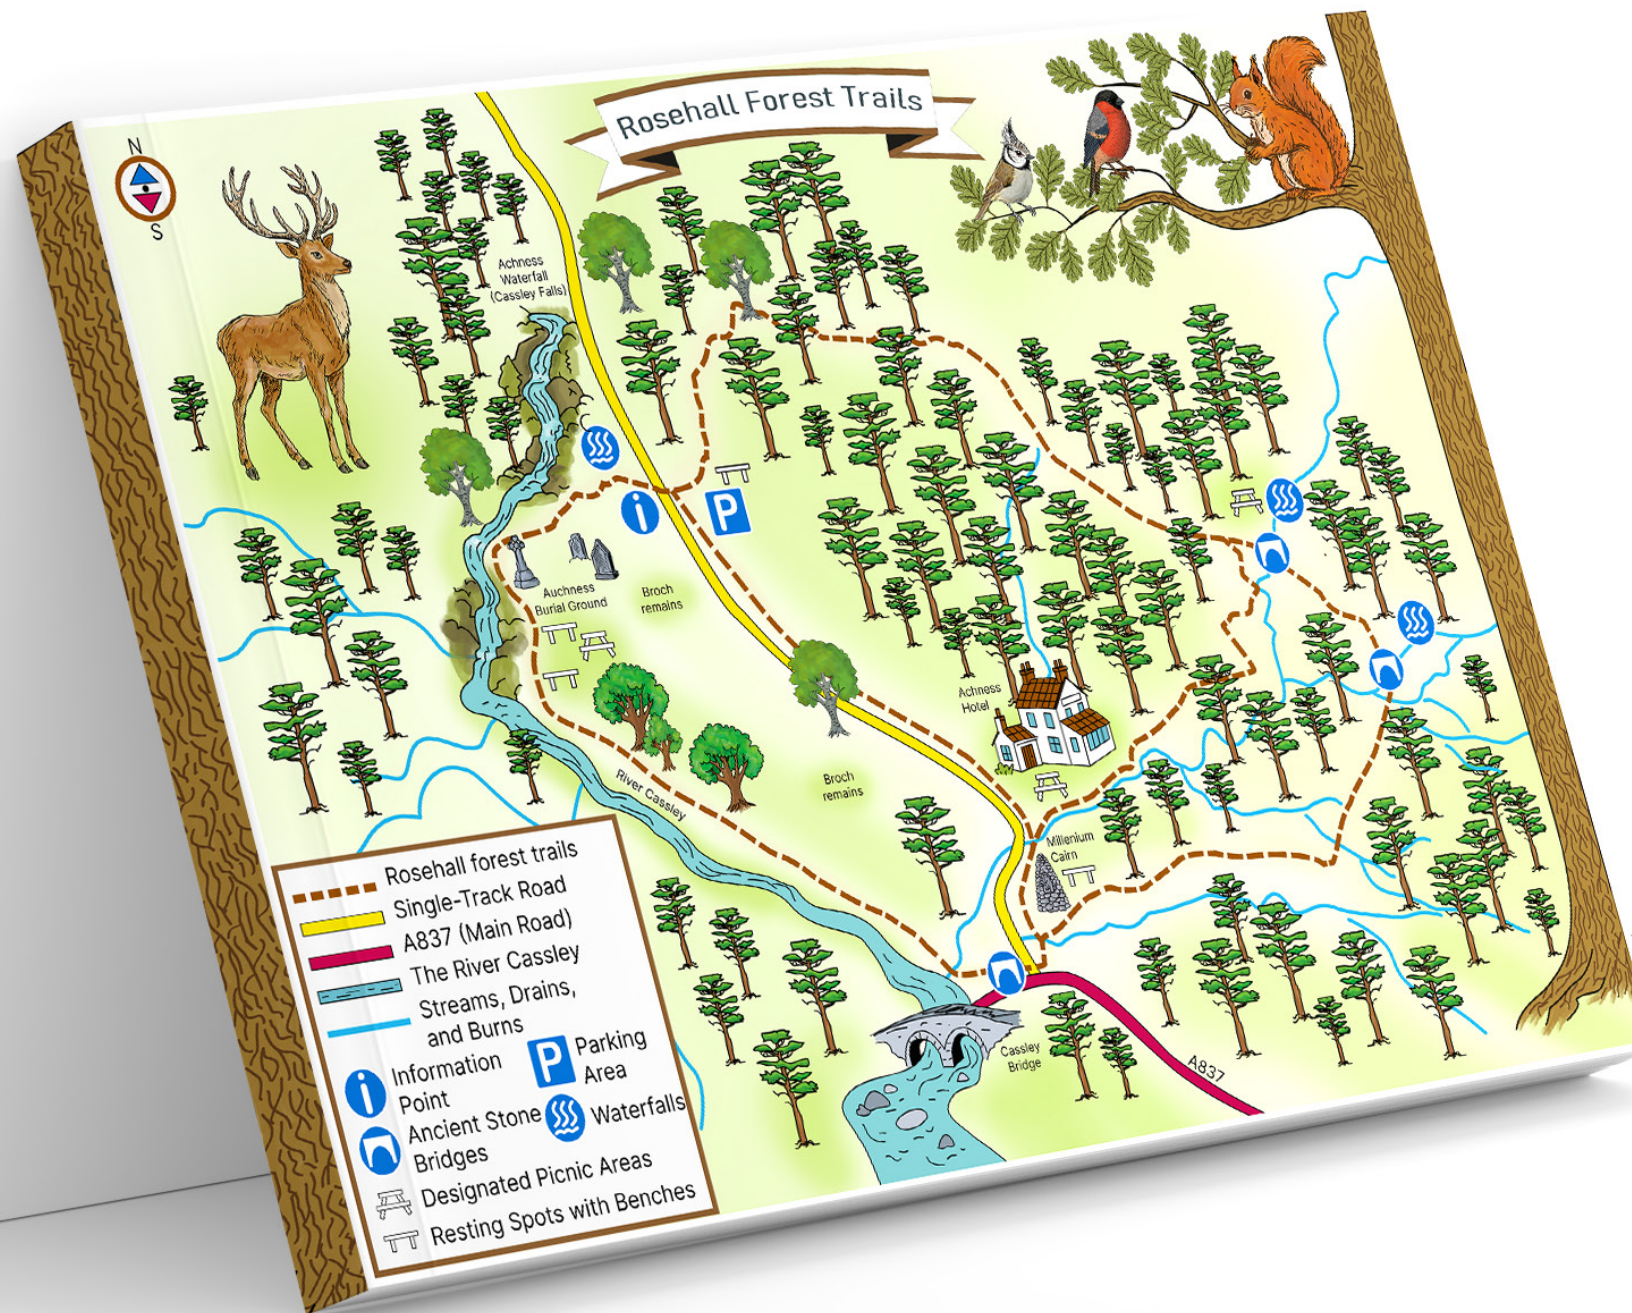 Rosehall Forest Trails
N
S
Achness
Waterfall
(Cassley Falls)
i
P
Auchness
Burial Ground
Broch
remains
Achness
Hotel
River Cassley
Broch
remains
Millenium
Cairn
Cassley
Bridge
A837
Rosehall forest trails
Single-Track Road
A837 (Main Road)
The River Cassley
Streams, Drains,
and Burns
i
Information
Point
P
Parking
Area
Ancient Stone
Bridges
Waterfalls
Designated Picnic Areas
Resting Spots with Benches